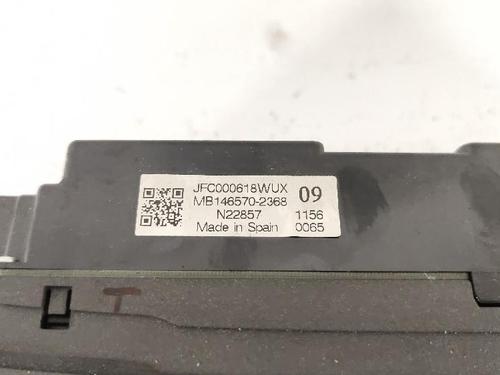 JFC000618WUX 09
MB146570-2368
N22857 1156
Made in Spain 0065
T